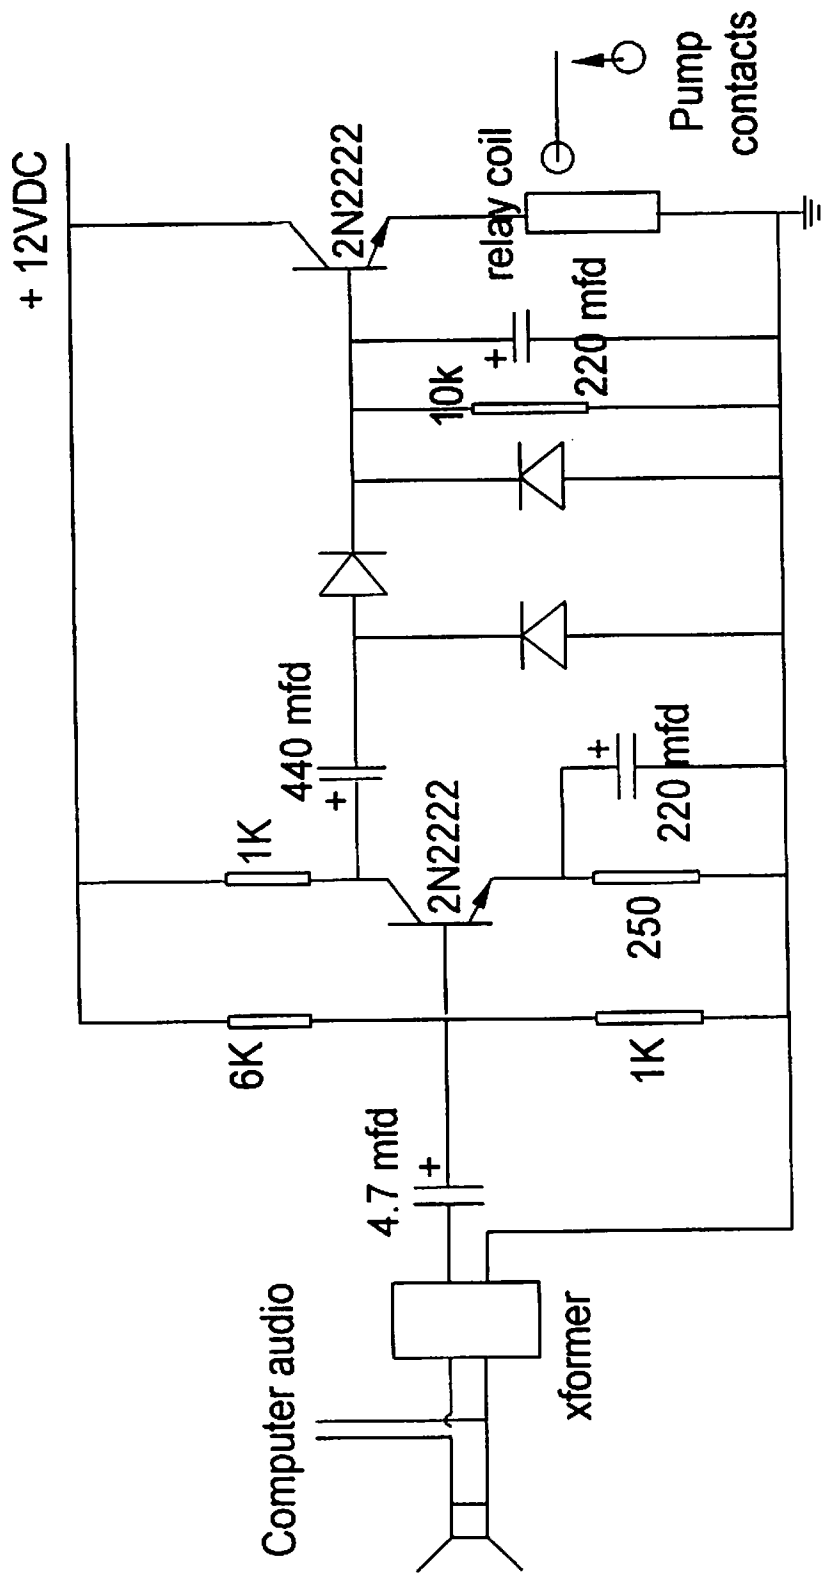 + 12VDC
6K
1K
440 mfd
+
2N2222
2N2222
Computer audio
4.7 mfd
+
xformer
1K
250
+
220 mfd
10k
+
220 mfd
relay coil
Pump
contacts